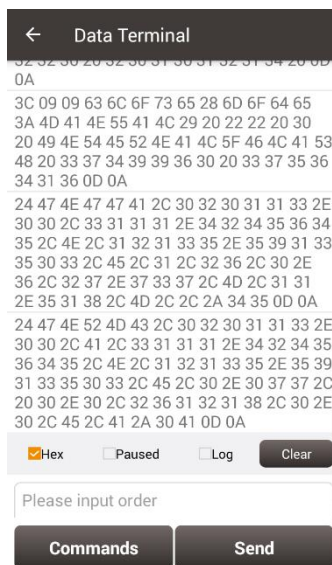 Data Terminal
0A
3C 09 09 63 6C 6F 73 65 28 6D 6F 64 65
3A 4D 41 4E 55 41 4C 29 20 22 22 20 30
20 49 4E 54 45 52 4E 41 4C 5F 46 4C 41 53
48 20 33 37 34 39 39 36 30 20 33 37 35 36
34 31 36 0D 0A
24 47 4E 47 47 41 2C 30 32 30 31 31 33 2E
30 30 2C 33 31 31 31 2E 34 32 34 35 36 34
35 2C 4E 2C 31 32 31 33 35 2E 35 39 31 33
35 30 33 2C 45 2C 31 2C 32 36 2C 30 2E
36 2C 32 37 2E 37 33 37 2C 4D 2C 31 31
2E 35 31 38 2C 4D 2C 2C 2A 34 35 0D 0A
24 47 4E 52 4D 43 2C 30 32 30 31 31 33 2E
30 30 2C 41 2C 33 31 31 31 2E 34 32 34 35
36 34 35 2C 4E 2C 31 32 31 33 35 2E 35 39
31 33 35 30 33 2C 45 2C 30 2E 30 37 37 2C
20 30 2E 30 2C 32 36 31 32 31 38 2C 30 2E
30 2C 45 2C 41 2A 30 41 0D 0A
Hex Paused Log Clear
Please input order
Commands Send